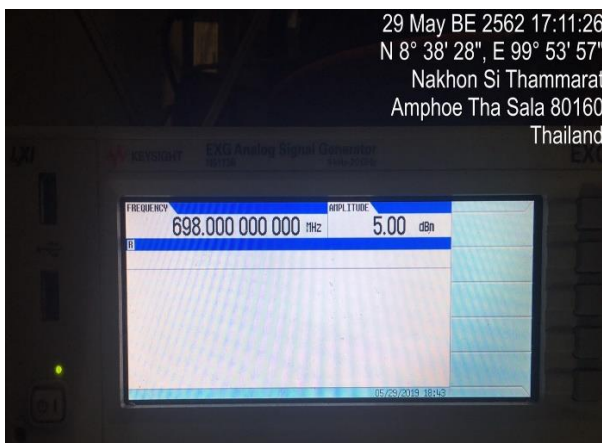 29 May BE 2562 17:11:26
N 8° 38' 28", E 99° 53' 57"
Nakhon Si Thammarat
Amphoe Tha Sala 80160
Thailand
LXI
KEYSIGHT EXG Analog Signal Generator
EXG
FREQUENCY AMPLITUDE
698.000 000 000 MHz 5.00 dBm
R
05/29/2019 18:43